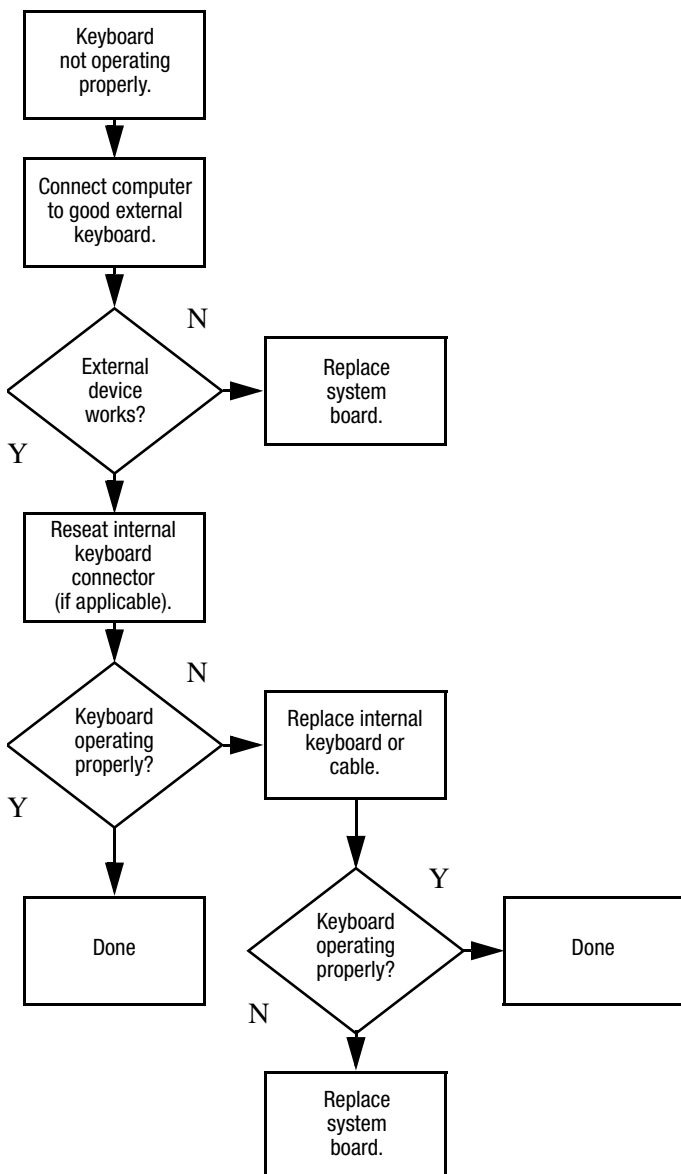 Keyboard
not operating
properly.
Connect computer
to good external
keyboard.
N
External
device
works?
Replace
system
board.
Y
Reseat internal
keyboard
connector
(if applicable).
N
Keyboard
operating
properly?
Replace internal
keyboard or
cable.
Y
Y
Done
Keyboard
operating
properly?
Done
N
Replace
system
board.